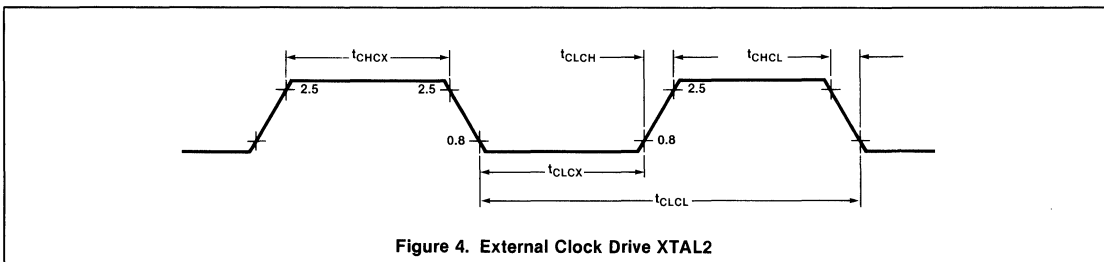 tCHCX tCLCH tCHCL
2.5 2.5 2.5
0.8 0.8
tCLCX
tCLCL
Figure 4. External Clock Drive XTAL2